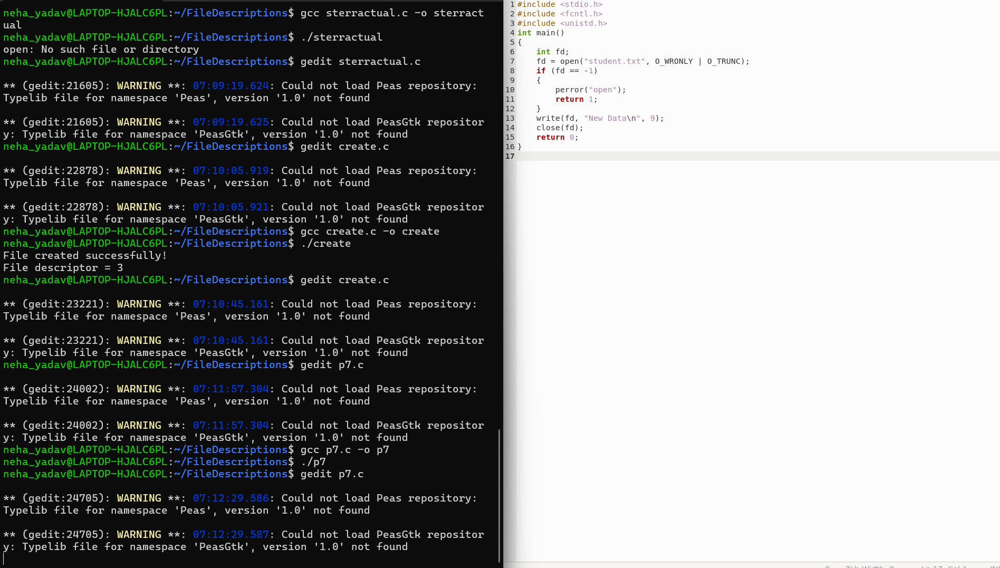 neha_yadav@LAPTOP-HJALC6PL:~/FileDescriptions$ gcc sterractual.c -o sterract
ual
neha_yadav@LAPTOP-HJALC6PL:~/FileDescriptions$ ./sterractual
open: No such file or directory
neha_yadav@LAPTOP-HJALC6PL:~/FileDescriptions$ gedit sterractual.c
** (gedit:21605): WARNING **: 07:09:19.624: Could not load Peas repository:
Typelib file for namespace 'Peas', version '1.0' not found
** (gedit:21605): WARNING **: 07:09:19.625: Could not load PeasGtk repositor
y: Typelib file for namespace 'PeasGtk', version '1.0' not found
neha_yadav@LAPTOP-HJALC6PL:~/FileDescriptions$ gedit create.c
** (gedit:22878): WARNING **: 07:10:05.919: Could not load Peas repository:
Typelib file for namespace 'Peas', version '1.0' not found
** (gedit:22878): WARNING **: 07:10:05.921: Could not load PeasGtk repositor
y: Typelib file for namespace 'PeasGtk', version '1.0' not found
neha_yadav@LAPTOP-HJALC6PL:~/FileDescriptions$ gcc create.c -o create
neha_yadav@LAPTOP-HJALC6PL:~/FileDescriptions$ ./create
File created successfully!
File descriptor = 3
neha_yadav@LAPTOP-HJALC6PL:~/FileDescriptions$ gedit create.c
** (gedit:23221): WARNING **: 07:10:45.161: Could not load Peas repository:
Typelib file for namespace 'Peas', version '1.0' not found
** (gedit:23221): WARNING **: 07:10:45.161: Could not load PeasGtk repositor
y: Typelib file for namespace 'PeasGtk', version '1.0' not found
neha_yadav@LAPTOP-HJALC6PL:~/FileDescriptions$ gedit p7.c
** (gedit:24002): WARNING **: 07:11:57.304: Could not load Peas repository:
Typelib file for namespace 'Peas', version '1.0' not found
** (gedit:24002): WARNING **: 07:11:57.304: Could not load PeasGtk repositor
y: Typelib file for namespace 'PeasGtk', version '1.0' not found
neha_yadav@LAPTOP-HJALC6PL:~/FileDescriptions$ gcc p7.c -o p7
neha_yadav@LAPTOP-HJALC6PL:~/FileDescriptions$ ./p7
neha_yadav@LAPTOP-HJALC6PL:~/FileDescriptions$ gedit p7.c
** (gedit:24705): WARNING **: 07:12:29.586: Could not load Peas repository:
Typelib file for namespace 'Peas', version '1.0' not found
** (gedit:24705): WARNING **: 07:12:29.587: Could not load PeasGtk repositor
y: Typelib file for namespace 'PeasGtk', version '1.0' not found
1 #include <stdio.h>
2 #include <fcntl.h>
3 #include <unistd.h>
4 int main()
5 {
6     int fd;
7     fd = open("student.txt", O_WRONLY | O_TRUNC);
8     if (fd == -1)
9     {
10         perror("open");
11         return 1;
12     }
13     write(fd, "New Data\n", 9);
14     close(fd);
15     return 0;
16 }
17